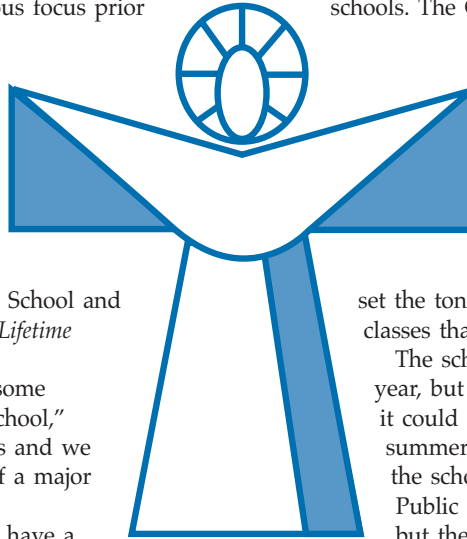 ous focus prior
School and
Lifetime
some
chool,"
s and we
f a major
have a
schools. The
set the ton
classes tha
The sch
year, but
it could
summer
the scho
Public
but the